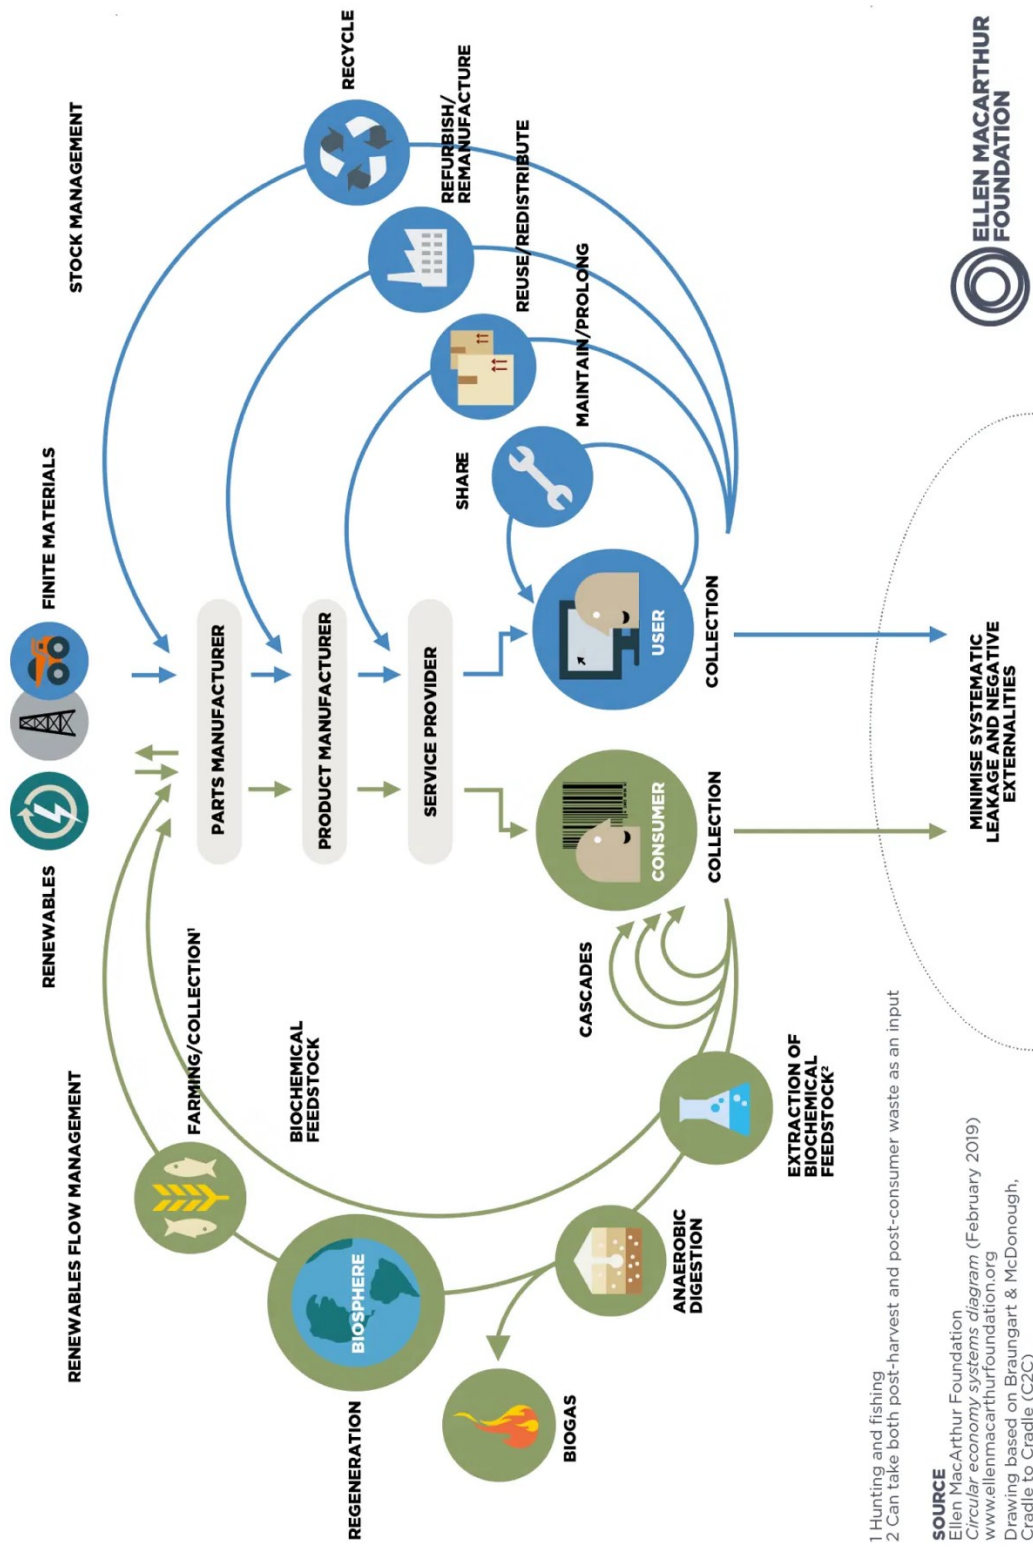 RENEWABLES
FINITE MATERIALS
RENEWABLES FLOW MANAGEMENT
STOCK MANAGEMENT
FARMING/COLLECTION¹
PARTS MANUFACTURER
RECYCLE
BIOCHEMICAL
FEEDSTOCK
PRODUCT MANUFACTURER
REFURBISH/
REMANUFACTURE
REGENERATION
BIOSPHERE
SERVICE PROVIDER
SHARE
REUSE/REDISTRIBUTE
BIOGAS
CASCADES
CONSUMER
USER
MAINTAIN/PROLONG
ANAEROBIC
DIGESTION
COLLECTION
COLLECTION
EXTRACTION OF
BIOCHEMICAL
FEEDSTOCK²
1 Hunting and fishing
2 Can take both post-harvest and post-consumer waste as an input
SOURCE
Ellen MacArthur Foundation
Circular economy systems diagram (February 2019)
www.ellenmacarthurfoundation.org
Drawing based on Braungart & McDonough,
Cradle to Cradle (C2C)
MINIMISE SYSTEMATIC
LEAKAGE AND NEGATIVE
EXTERNALITIES
ELLEN MACARTHUR
FOUNDATION